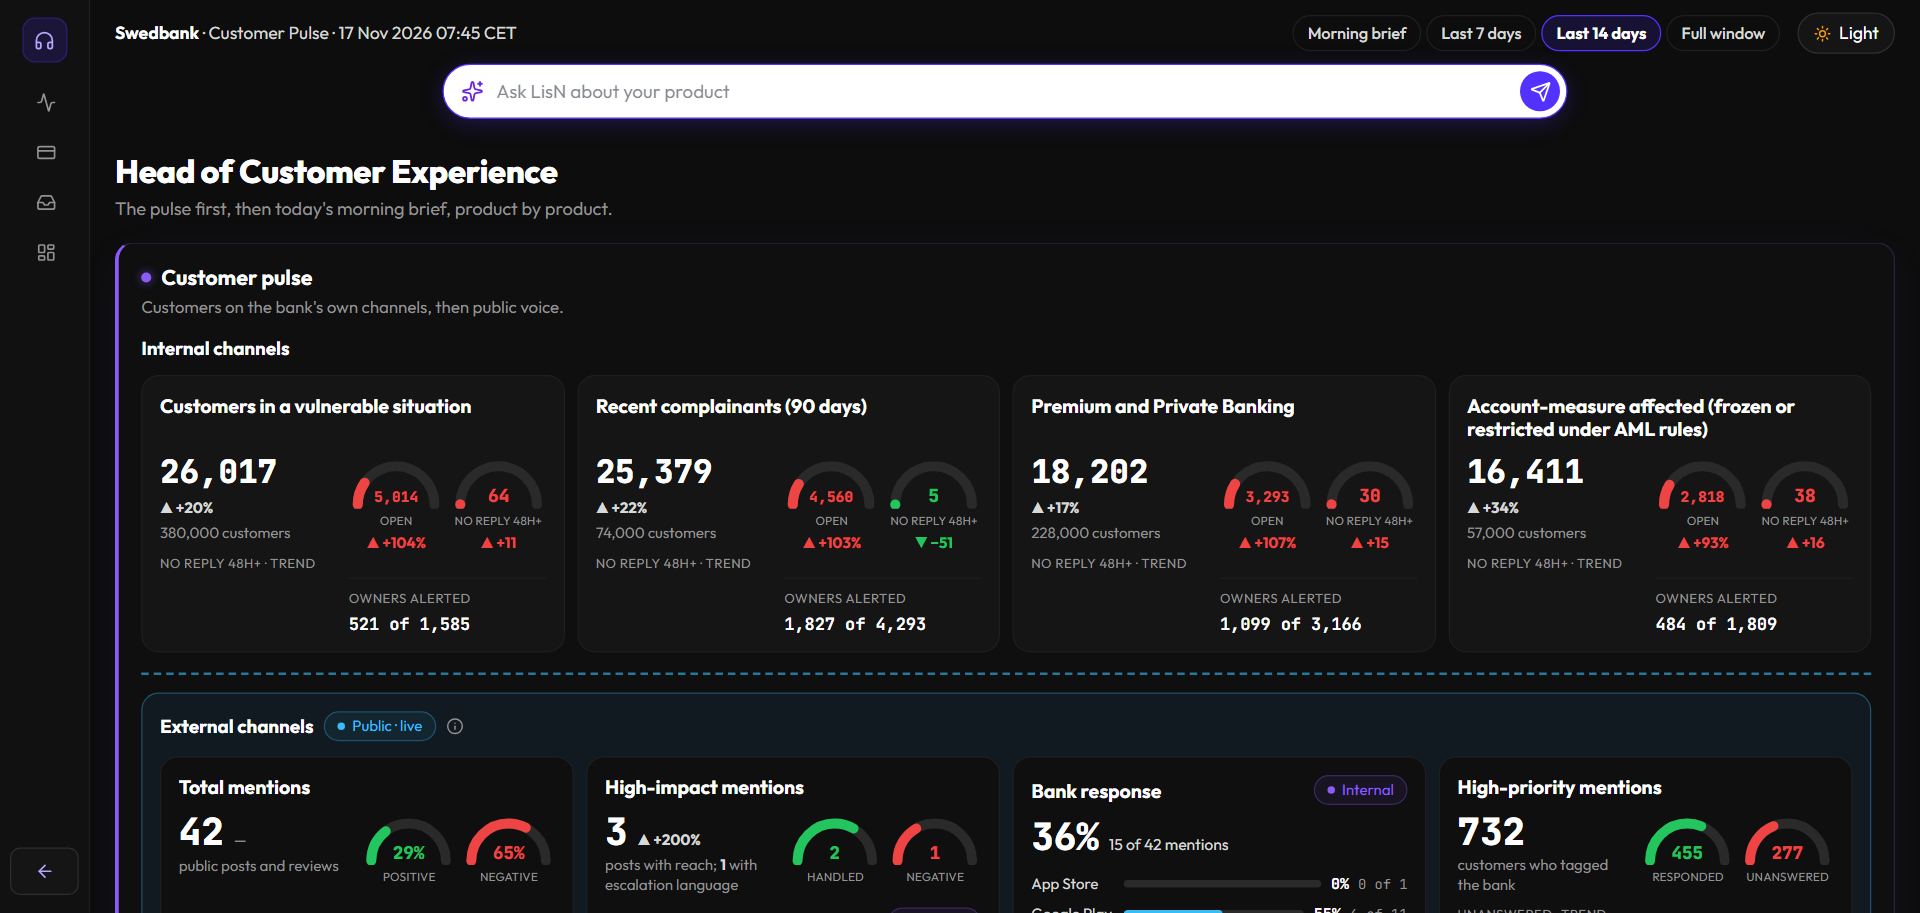 Swedbank · Customer Pulse · 17 Nov 2026 07:45 CET
Morning brief
Last 7 days
Last 14 days
Full window
Light
Ask LisN about your product
Head of Customer Experience
The pulse first, then today's morning brief, product by product.
Customer pulse
Customers on the bank's own channels, then public voice.
Internal channels
Customers in a vulnerable situation
26,017
▲ +20%
380,000 customers
NO REPLY 48H+ · TREND
5,014
OPEN
▲ +104%
64
NO REPLY 48H+
▲ +11
OWNERS ALERTED
521 of 1,585
Recent complainants (90 days)
25,379
▲ +22%
74,000 customers
NO REPLY 48H+ · TREND
4,560
OPEN
▲ +103%
5
NO REPLY 48H+
▼ −51
OWNERS ALERTED
1,827 of 4,293
Premium and Private Banking
18,202
▲ +17%
228,000 customers
NO REPLY 48H+ · TREND
3,293
OPEN
▲ +107%
30
NO REPLY 48H+
▲ +15
OWNERS ALERTED
1,099 of 3,166
Account-measure affected (frozen or
restricted under AML rules)
16,411
▲ +34%
57,000 customers
NO REPLY 48H+ · TREND
2,818
OPEN
▲ +93%
38
NO REPLY 48H+
▲ +16
OWNERS ALERTED
484 of 1,809
External channels
Public · live
Total mentions
42 —
public posts and reviews
29%
POSITIVE
65%
NEGATIVE
High-impact mentions
3 ▲ +200%
posts with reach; 1 with
escalation language
2
HANDLED
1
NEGATIVE
Bank response
Internal
36% 15 of 42 mentions
App Store 0% 0 of 1
Google Play 55% 6 of 11
High-priority mentions
732
customers who tagged
the bank
455
RESPONDED
277
UNANSWERED
UNANSWERED · TREND